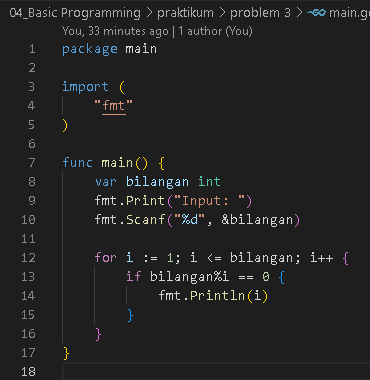 04_Basic Programming > praktikum > problem 3 > main.go
You, 33 minutes ago | 1 author (You)
1 package main
2
3 import (
4     "fmt"
5 )
6
7 func main() {
8     var bilangan int
9     fmt.Print("Input: ")
10     fmt.Scanf("%d", &bilangan)
11
12     for i := 1; i <= bilangan; i++ {
13         if bilangan%i == 0 {
14             fmt.Println(i)
15         }
16     }
17 }
18